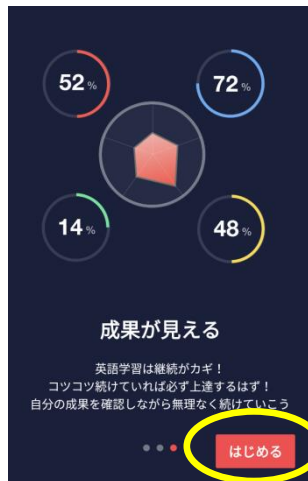 52%
72%
14%
48%
成果が見える
英語学習は継続がカギ！
コツコツ続けていれば必ず上達するはず！
自分の成果を確認しながら無理なく続けていこう
はじめる